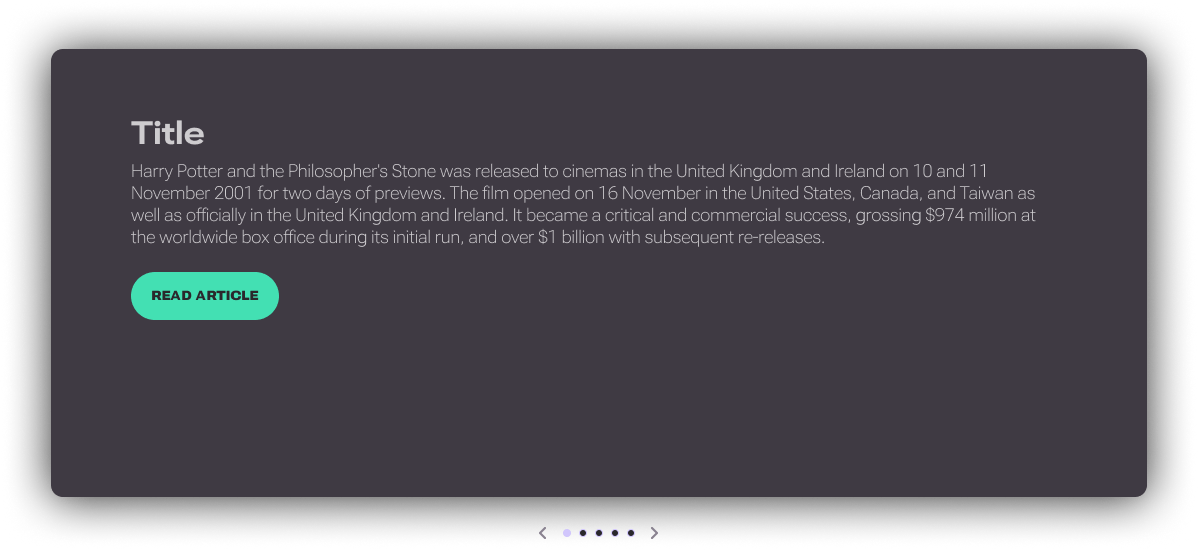 Title
Harry Potter and the Philosopher's Stone was released to cinemas in the United Kingdom and Ireland on 10 and 11
November 2001 for two days of previews. The film opened on 16 November in the United States, Canada, and Taiwan as
well as officially in the United Kingdom and Ireland. It became a critical and commercial success, grossing $974 million at
the worldwide box office during its initial run, and over $1 billion with subsequent re-releases.
READ ARTICLE